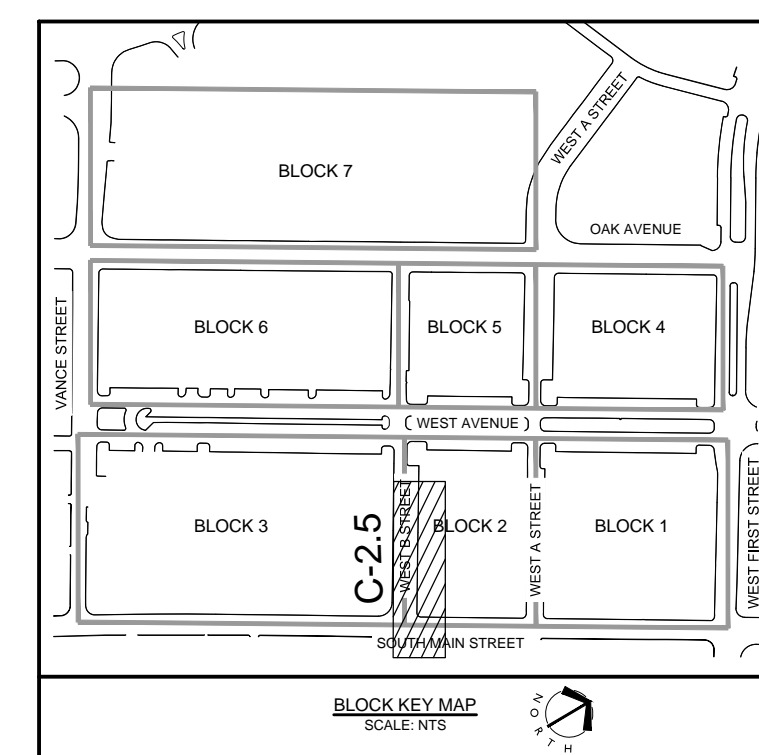 BLOCK 7
WEST A STREET
OAK AVENUE
VANCE STREET
BLOCK 6
BLOCK 5
BLOCK 4
WEST AVENUE
BLOCK 3
C-2.5
WEST B STREET
BLOCK 2
WEST A STREET
BLOCK 1
WEST FIRST STREET
SOUTH MAIN STREET
BLOCK KEY MAP
SCALE: NTS
NORTH